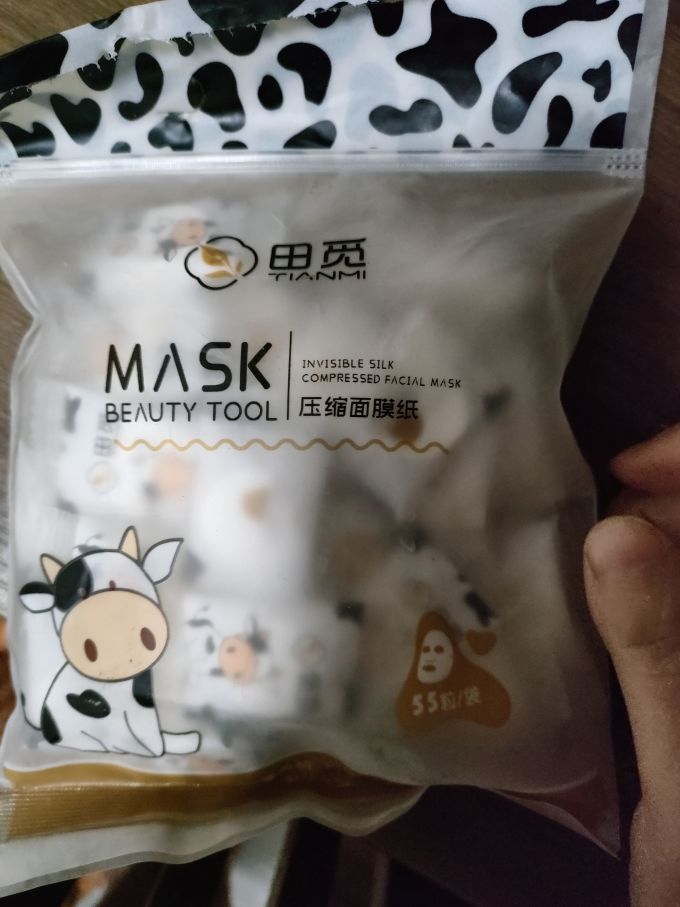 田觅
TIANMI
MASK
BEAUTY TOOL
INVISIBLE SILK
COMPRESSED FACIAL MASK
压缩面膜纸
55粒/袋